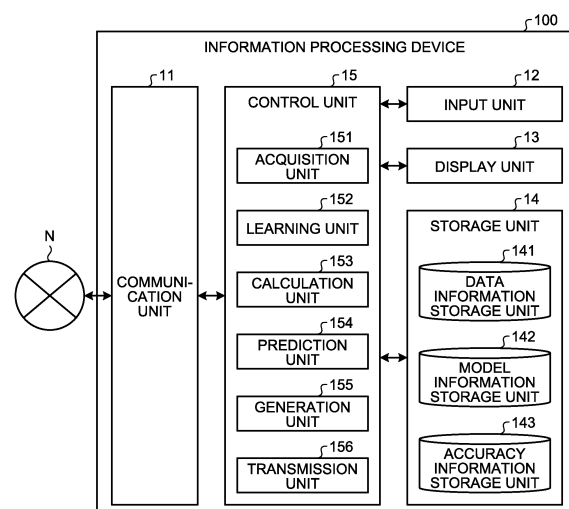 100
INFORMATION PROCESSING DEVICE
11
COMMUNI-
CATION
UNIT
N
15
CONTROL UNIT
151
ACQUISITION
UNIT
152
LEARNING UNIT
153
CALCULATION
UNIT
154
PREDICTION
UNIT
155
GENERATION
UNIT
156
TRANSMISSION
UNIT
12
INPUT UNIT
13
DISPLAY UNIT
14
STORAGE UNIT
141
DATA
INFORMATION
STORAGE UNIT
142
MODEL
INFORMATION
STORAGE UNIT
143
ACCURACY
INFORMATION
STORAGE UNIT